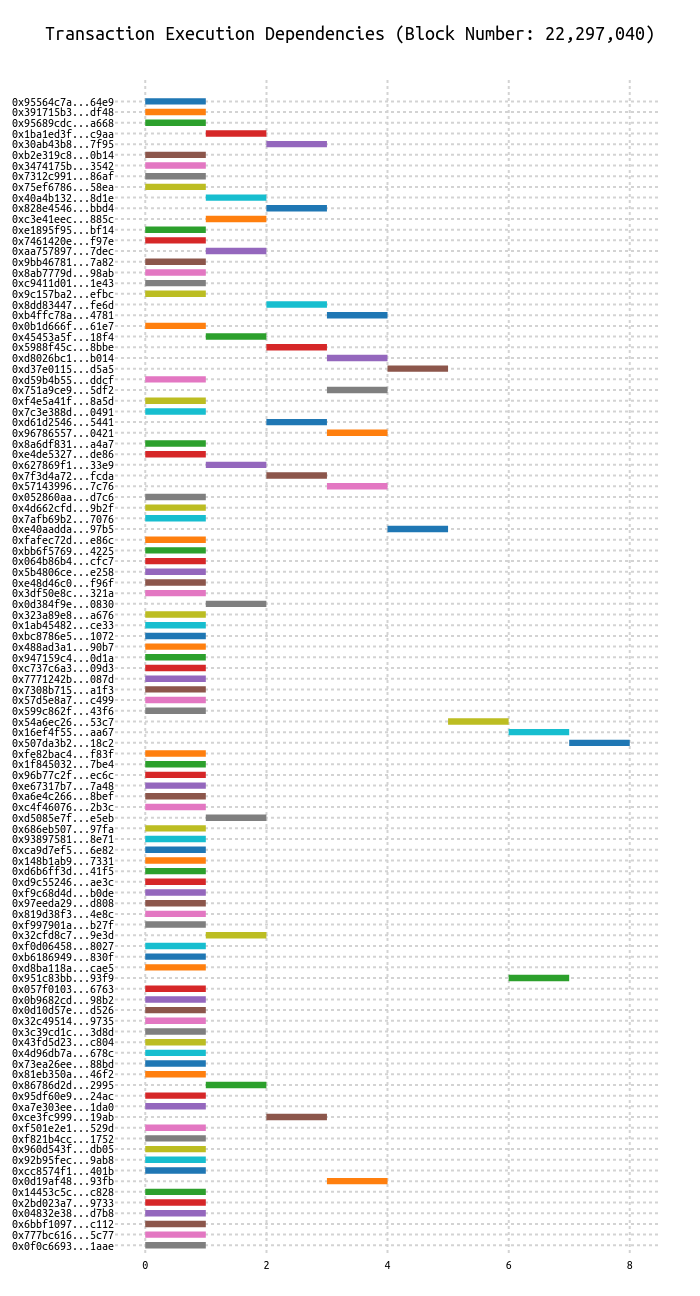 Transaction Execution Dependencies (Block Number: 22,297,040)
0x95564c7a...64e9
0x391715b3...df48
0x95689cdc...a668
0x1ba1ed3f...c9aa
0x30ab43b8...7f95
0xb2e319c8...0b14
0x3474175b...3542
0x7312c991...86af
0x75ef6786...58ea
0x40a4b132...8d1e
0x828e4546...bbd4
0xc3e41eec...885c
0xe1895f95...bf14
0x7461420e...f97e
0xaa757897...7dec
0x9bb46781...7a82
0x8ab7779d...98ab
0xc9411d01...1e43
0x9c157ba2...efbc
0x8dd83447...fe6d
0xb4ffc78a...4781
0x0b1d666f...61e7
0x45453a5f...18f4
0x5988f45c...8bbe
0xd8026bc1...b014
0xd37e0115...d5a5
0xd59b4b55...ddcf
0x751a9ce9...5df2
0xf4e5a41f...8a5d
0x7c3e388d...0491
0xd61d2546...5441
0x96786557...0421
0x8a6df831...a4a7
0xe4de5327...de86
0x627869f1...33e9
0x7f3d4a72...fcda
0x57143996...7c76
0x052860aa...d7c6
0x4d662cfd...9b2f
0x7afb69b2...7076
0xe40aadda...97b5
0xfafec72d...e86c
0xbb6f5769...4225
0x064b86b4...cfc7
0x5b4806ce...e258
0xe48d46c0...f96f
0x3df50e8c...321a
0x0d384f9e...0830
0x323a89e8...a676
0x1ab45482...ce33
0xbc8786e5...1072
0x488ad3a1...90b7
0x947159c4...0d1a
0xc737c6a3...09d3
0x7771242b...087d
0x7308b715...a1f3
0x57d5e8a7...c499
0x599c862f...43f6
0x54a6ec26...53c7
0x16ef4f55...aa67
0x507da3b2...18c2
0xfe82bac4...f83f
0x1f845032...7be4
0x96b77c2f...ec6c
0xe67317b7...7a48
0xa6e4c266...8bef
0xc4f46076...2b3c
0xd5085e7f...e5eb
0x686eb507...97fa
0x93897581...8e71
0xca9d7ef5...6e82
0x148b1ab9...7331
0xd6b6ff3d...41f5
0xd9c55246...ae3c
0xf9c68d4d...b0de
0x97eeda29...d808
0x819d38f3...4e8c
0xf997901a...b27f
0x32cfd8c7...9e3d
0xf0d06458...8027
0xb6186949...830f
0xd8ba118a...cae5
0x951c83bb...93f9
0x057f0103...6763
0x0b9682cd...98b2
0x0d10d57e...d526
0x32c49514...9735
0x3c39cd1c...3d8d
0x43fd5d23...c804
0x4d96db7a...678c
0x73ea26ee...88bd
0x81eb350a...46f2
0x86786d2d...2995
0x95df60e9...24ac
0xa7e303ee...1da0
0xce3fc999...19ab
0xf501e2e1...529d
0xf821b4cc...1752
0x960d543f...db05
0x92b95fec...9ab8
0xcc8574f1...401b
0x0d19af48...93fb
0x14453c5c...c828
0x2bd023a7...9733
0x04832e38...d7b8
0x6bbf1097...c112
0x777bc616...5c77
0x0f0c6693...1aae
0 2 4 6 8